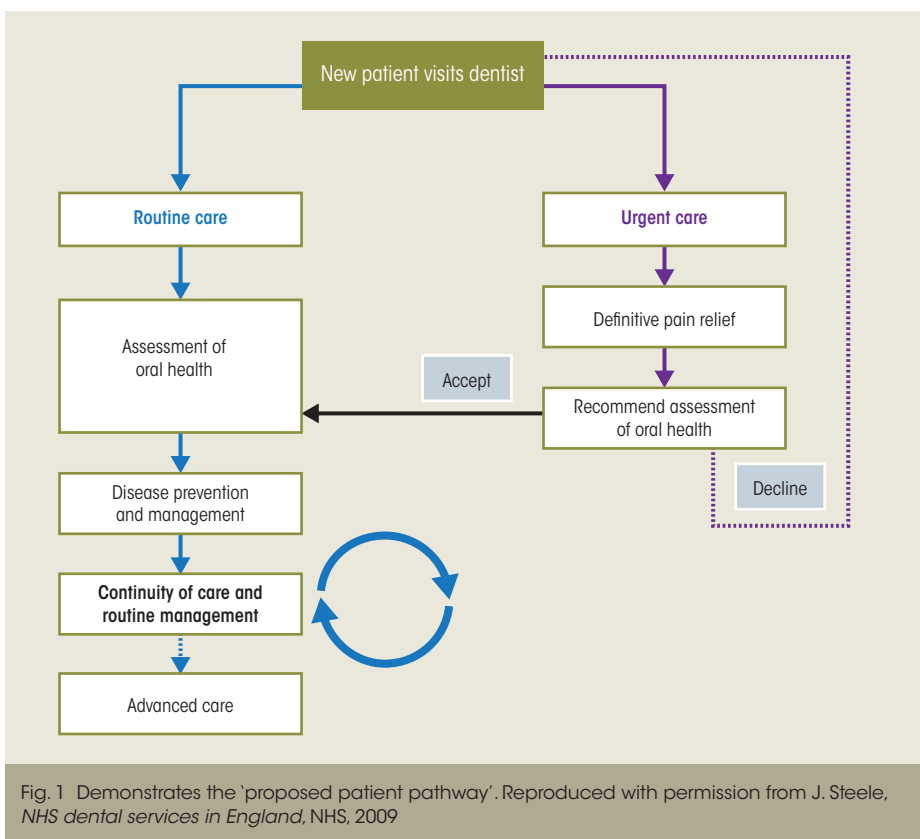 New patient visits dentist
Routine care
Urgent care
Assessment of
oral health
Definitive pain relief
Accept
Recommend assessment
of oral health
Decline
Disease prevention
and management
Continuity of care and
routine management
Advanced care
Fig. 1 Demonstrates the ‘proposed patient pathway’. Reproduced with permission from J. Steele,
NHS dental services in England, NHS, 2009